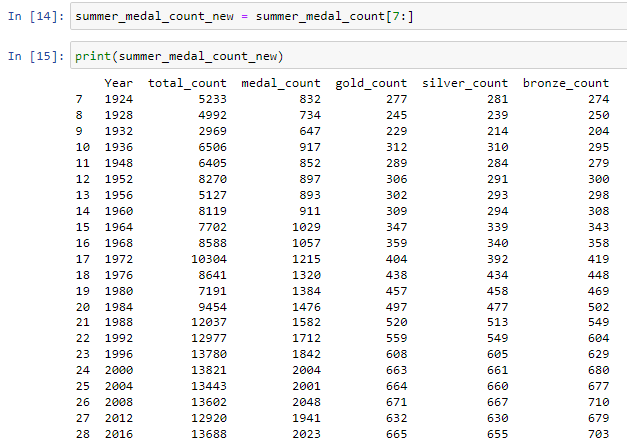 In [14]: summer_medal_count_new = summer_medal_count[7:]
In [15]: print(summer_medal_count_new)
Year total_count medal_count gold_count silver_count bronze_count
7 1924 5233 832 277 281 274
8 1928 4992 734 245 239 250
9 1932 2969 647 229 214 204
10 1936 6506 917 312 310 295
11 1948 6405 852 289 284 279
12 1952 8270 897 306 291 300
13 1956 5127 893 302 293 298
14 1960 8119 911 309 294 308
15 1964 7702 1029 347 339 343
16 1968 8588 1057 359 340 358
17 1972 10304 1215 404 392 419
18 1976 8641 1320 438 434 448
19 1980 7191 1384 457 458 469
20 1984 9454 1476 497 477 502
21 1988 12037 1582 520 513 549
22 1992 12977 1712 559 549 604
23 1996 13780 1842 608 605 629
24 2000 13821 2004 663 661 680
25 2004 13443 2001 664 660 677
26 2008 13602 2048 671 667 710
27 2012 12920 1941 632 630 679
28 2016 13688 2023 665 655 703